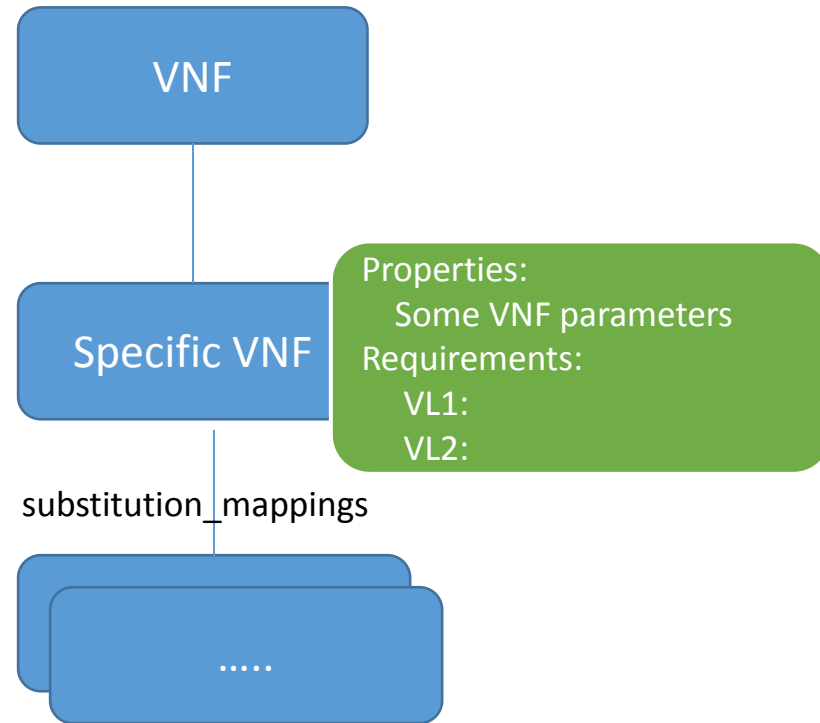 VNF
Specific VNF
Properties:
Some VNF parameters
Requirements:
VL1:
VL2:
substitution_mappings
.....